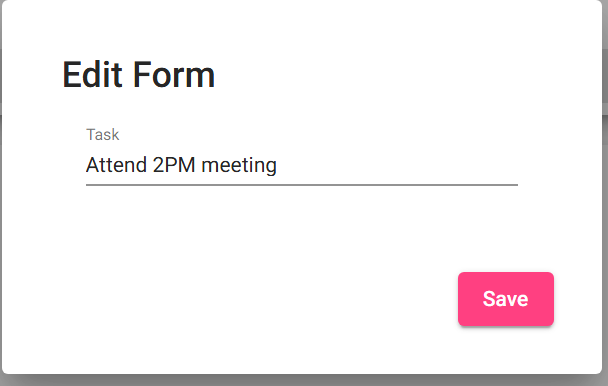 Edit Form
Task
Attend 2PM meeting
Save